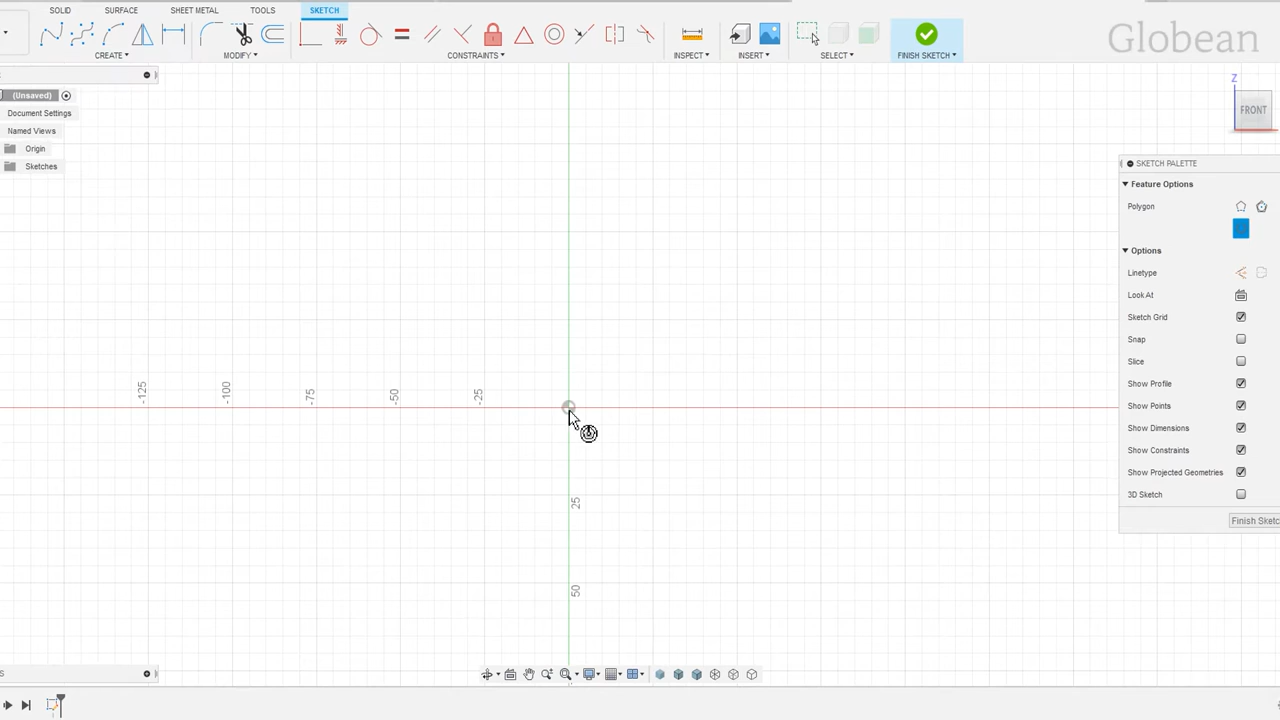 SOLID SURFACE SHEET METAL TOOLS SKETCH
CREATE▾ MODIFY▾ CONSTRAINTS▾ INSPECT▾ INSERT▾ SELECT▾ FINISH SKETCH▾
Globean
(Unsaved)
Document Settings
Named Views
Origin
Sketches
Z
FRONT
SKETCH PALETTE
Feature Options
Polygon
Options
Linetype
Look At
Sketch Grid
Snap
Slice
Show Profile
Show Points
Show Dimensions
Show Constraints
Show Projected Geometries
3D Sketch
Finish Sketc
-125 -100 -75 -50 -25
25
50
S